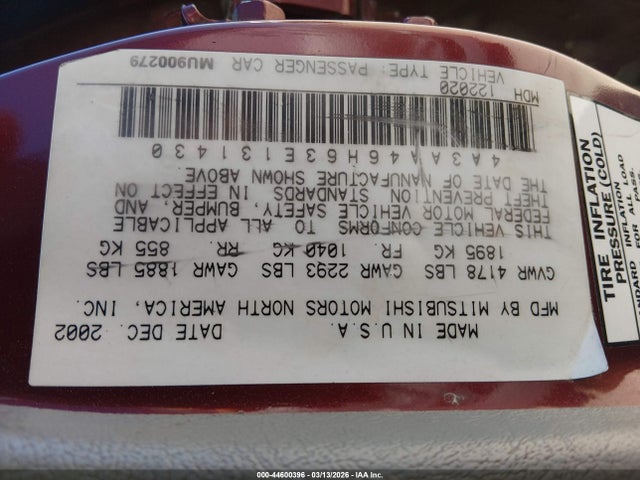 MFD BY MITSUBISHI MOTORS NORTH AMERICA, INC.
MADE IN U.S.A. DATE DEC. 2002
GVWR 4178 LBS GAWR 2293 LBS GAWR 1885 LBS
1895 KG FR. 1040 KG RR. 855 KG
THIS VEHICLE CONFORMS TO ALL APPLICABLE
FEDERAL MOTOR VEHICLE SAFETY, BUMPER, AND,
THEFT PREVENTION STANDARDS IN EFFECT ON
THE DATE OF MANUFACTURE SHOWN ABOVE.
4A3AA46H63E131430
MDH 122020
VEHICLE TYPE: PASSENGER CAR MU900279
TIRE INFLATION
PRESSURE (COLD)
000-44600396 - 03/13/2026 - IAA Inc.